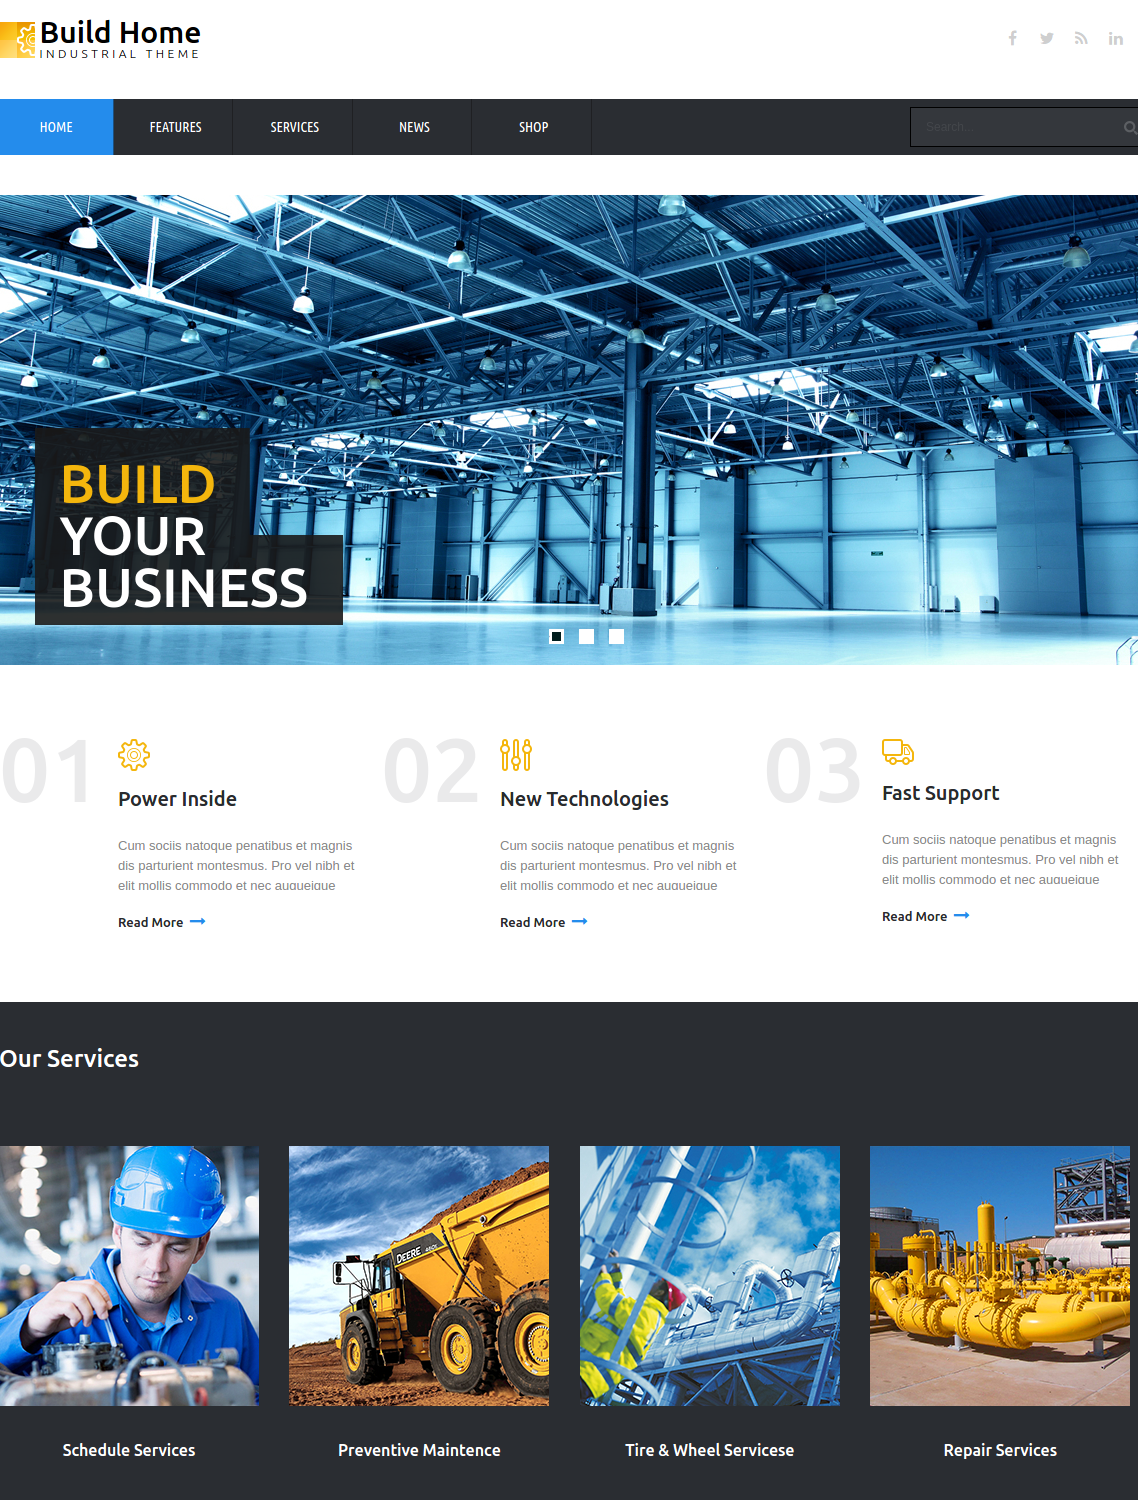 Build Home
INDUSTRIAL THEME
HOME FEATURES SERVICES NEWS SHOP
Search...
BUILD
YOUR
BUSINESS
01
Power Inside
Cum sociis natoque penatibus et magnis
dis parturient montesmus. Pro vel nibh et
elit mollis commodo et nec augueique
Read More
02
New Technologies
Cum sociis natoque penatibus et magnis
dis parturient montesmus. Pro vel nibh et
elit mollis commodo et nec augueique
Read More
03
Fast Support
Cum sociis natoque penatibus et magnis
dis parturient montesmus. Pro vel nibh et
elit mollis commodo et nec augueique
Read More
Our Services
DEERE
Schedule Services
Preventive Maintence
Tire & Wheel Servicese
Repair Services